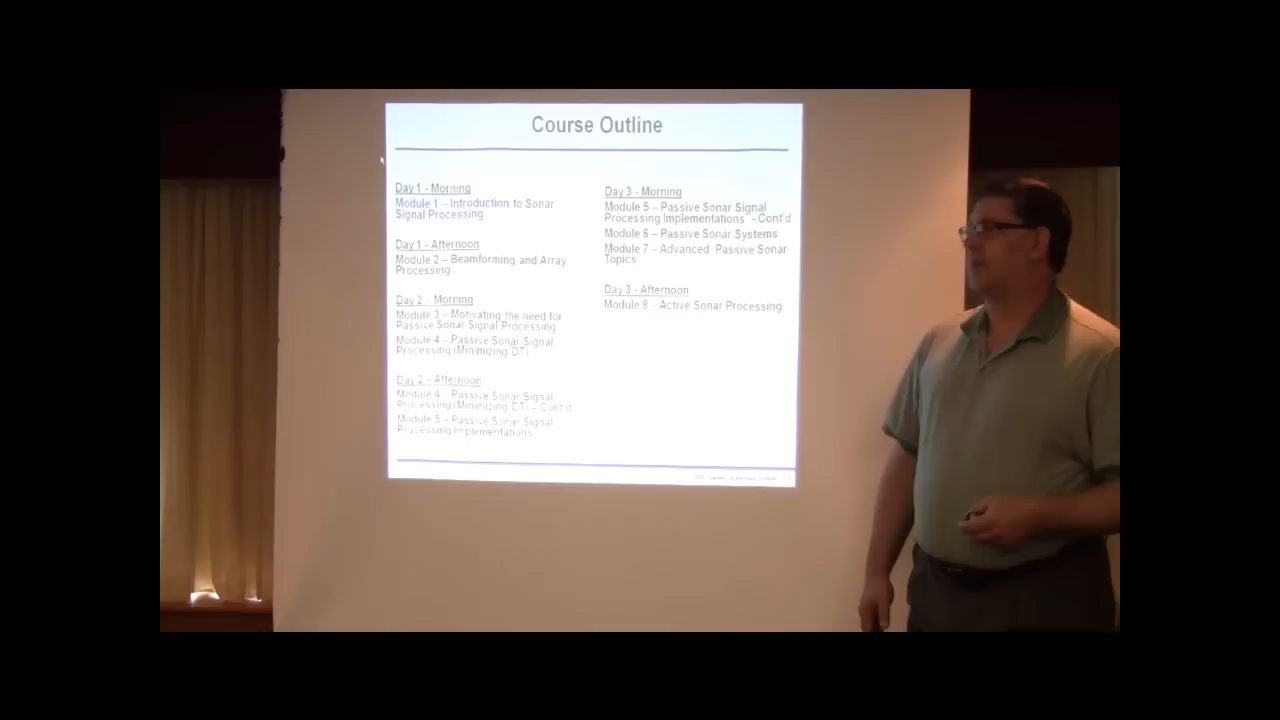 Course Outline
Day 1 - Morning
Module 1 – Introduction to Sonar
Signal Processing
Day 1 - Afternoon
Module 2 – Beamforming and Array
Processing
Day 2 - Morning
Module 3 – Motivating the need for
Passive Sonar Signal Processing
Module 4 – Passive Sonar Signal
Processing (Minimizing DT)
Day 2 – Afternoon
Module 4 – Passive Sonar Signal
Processing (Minimizing DT) – Cont'd
Module 5 – Passive Sonar Signal
Processing Implementations
Day 3 - Morning
Module 5 – Passive Sonar Signal
Processing Implementations - Cont'd
Module 6 – Passive Sonar Systems
Module 7 – Advanced Passive Sonar
Topics
Day 3 - Afternoon
Module 8 – Active Sonar Processing